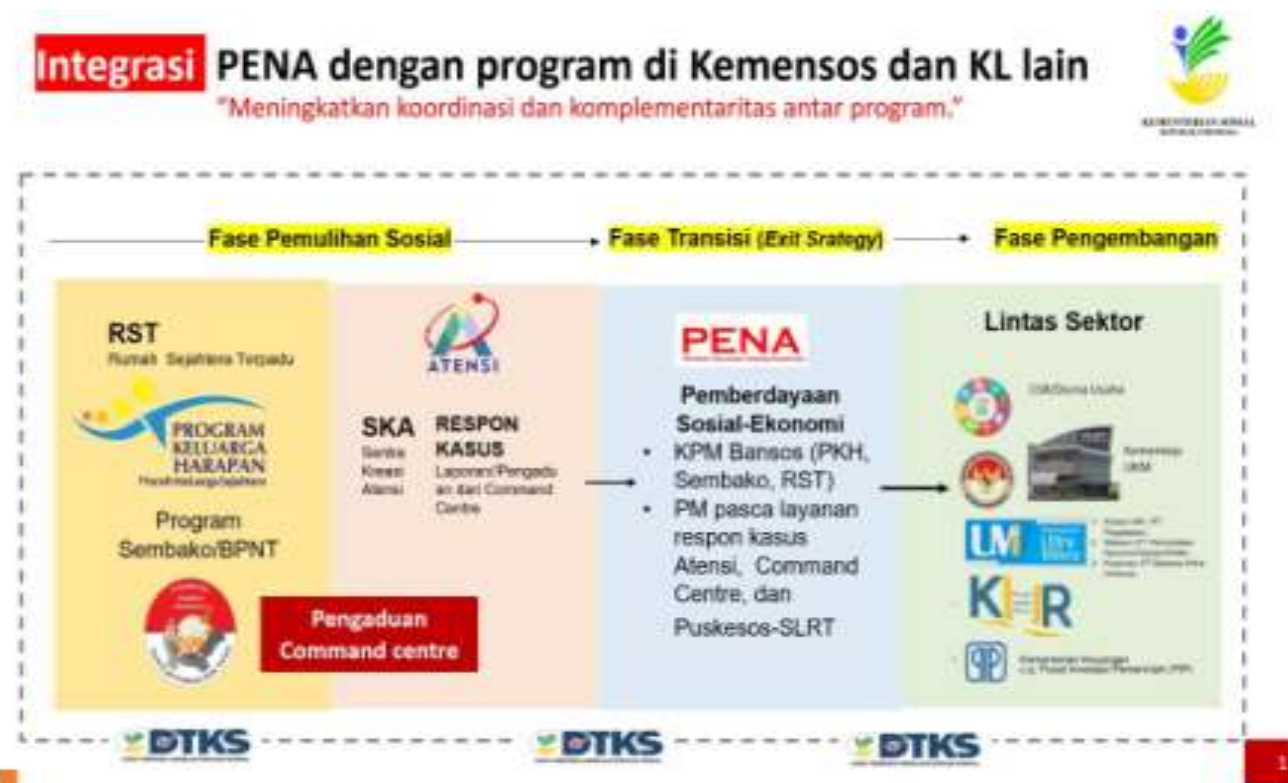 Integrasi PENA dengan program di Kemensos dan KL lain
"Meningkatkan koordinasi dan komplementaritas antar program."
KEMENTERIAN SOSIAL
Fase Pemulihan Sosial
Fase Transisi (Exit Srategy)
Fase Pengembangan
RST
Rumah Sejahtera Terpadu
PROGRAM
KELUARGA
HARAPAN
Program
Sembako/BPNT
Pengaduan
Command centre
ATENSI
SKA
Sentra
Kreasi
Atensi
RESPON
KASUS
Laporan/Pengadu
an dari Command
Centre
PENA
Pemberdayaan
Sosial-Ekonomi
• KPM Bansos (PKH,
Sembako, RST)
• PM pasca layanan
respon kasus
Atensi, Command
Centre, dan
Puskesos-SLRT
Lintas Sektor
UKM
UMi
KUR
Kementerian Keuangan
DTKS
DTKS
DTKS